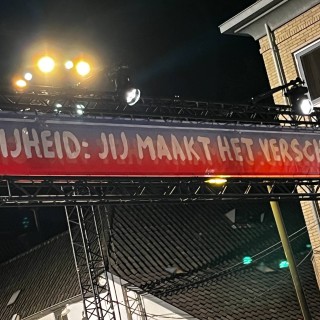 IJHEID: JIJ MAAKT HET VERSCH